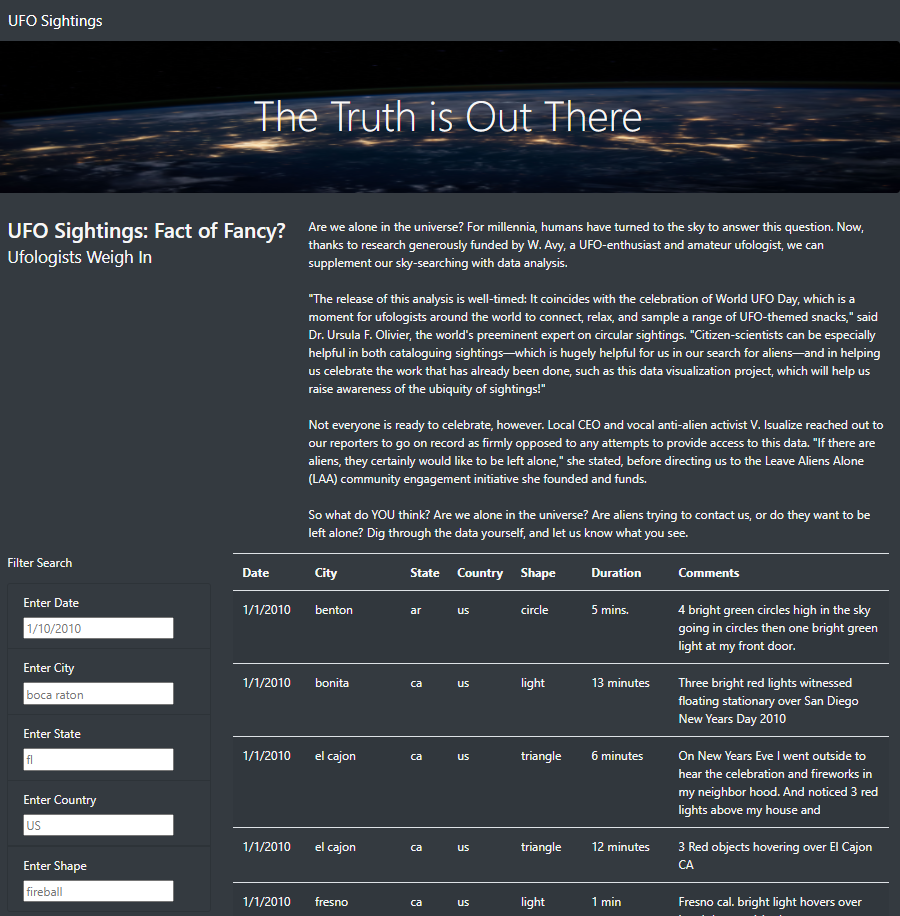 UFO Sightings
The Truth is Out There
UFO Sightings: Fact of Fancy?
Ufologists Weigh In
Are we alone in the universe? For millennia, humans have turned to the sky to answer this question. Now,
thanks to research generously funded by W. Avy, a UFO-enthusiast and amateur ufologist, we can
supplement our sky-searching with data analysis.
"The release of this analysis is well-timed: It coincides with the celebration of World UFO Day, which is a
moment for ufologists around the world to connect, relax, and sample a range of UFO-themed snacks," said
Dr. Ursula F. Olivier, the world's preeminent expert on circular sightings. "Citizen-scientists can be especially
helpful in both cataloguing sightings—which is hugely helpful for us in our search for aliens—and in helping
us celebrate the work that has already been done, such as this data visualization project, which will help us
raise awareness of the ubiquity of sightings!"
Not everyone is ready to celebrate, however. Local CEO and vocal anti-alien activist V. Isualize reached out to
our reporters to go on record as firmly opposed to any attempts to provide access to this data. "If there are
aliens, they certainly would like to be left alone," she stated, before directing us to the Leave Aliens Alone
(LAA) community engagement initiative she founded and funds.
So what do YOU think? Are we alone in the universe? Are aliens trying to contact us, or do they want to be
left alone? Dig through the data yourself, and let us know what you see.
Filter Search
Enter Date
1/10/2010
Enter City
boca raton
Enter State
fl
Enter Country
US
Enter Shape
fireball
Date City State Country Shape Duration Comments
1/1/2010 benton ar us circle 5 mins. 4 bright green circles high in the sky
going in circles then one bright green
light at my front door.
1/1/2010 bonita ca us light 13 minutes Three bright red lights witnessed
floating stationary over San Diego
New Years Day 2010
1/1/2010 el cajon ca us triangle 6 minutes On New Years Eve I went outside to
hear the celebration and fireworks in
my neighbor hood. And noticed 3 red
lights above my house and
1/1/2010 el cajon ca us triangle 12 minutes 3 Red objects hovering over El Cajon
CA
1/1/2010 fresno ca us light 1 min Fresno cal. bright light hovers over